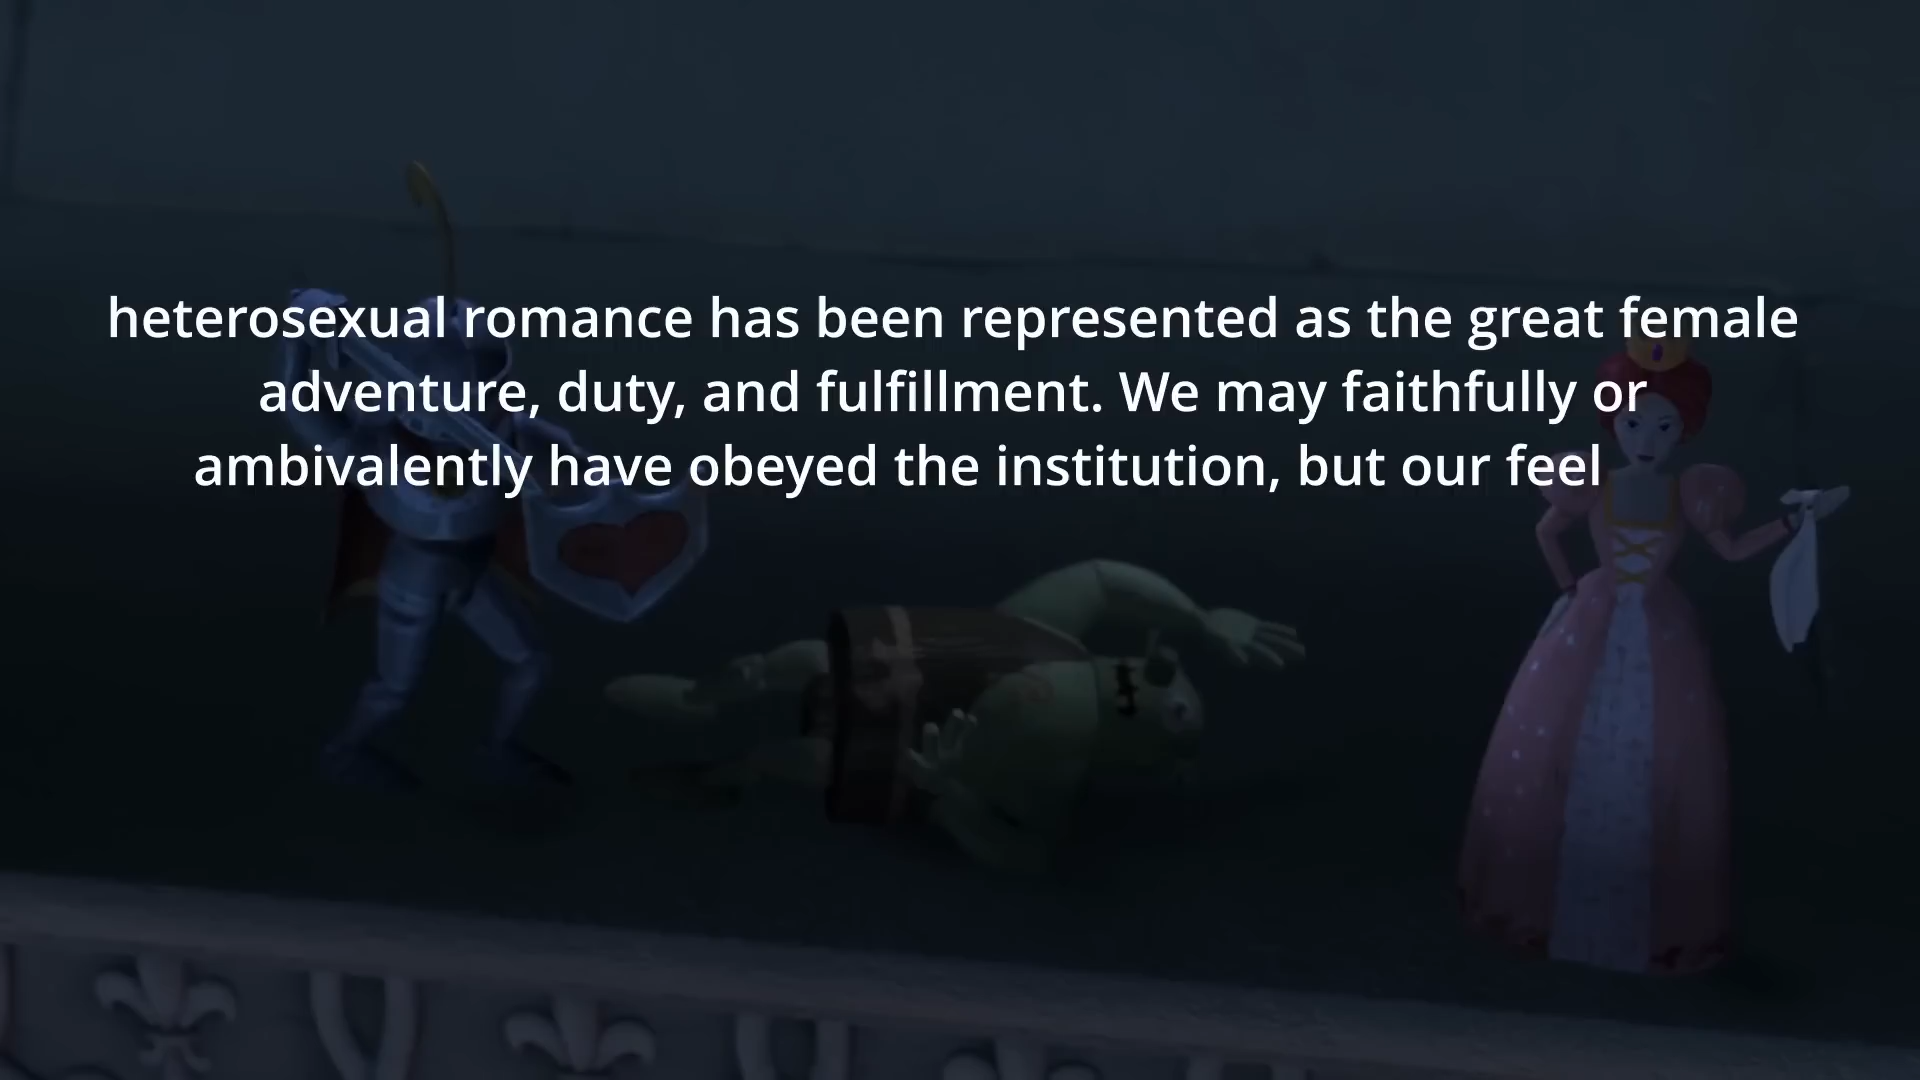 heterosexual romance has been represented as the great female
adventure, duty, and fulfillment. We may faithfully or
ambivalently have obeyed the institution, but our feel